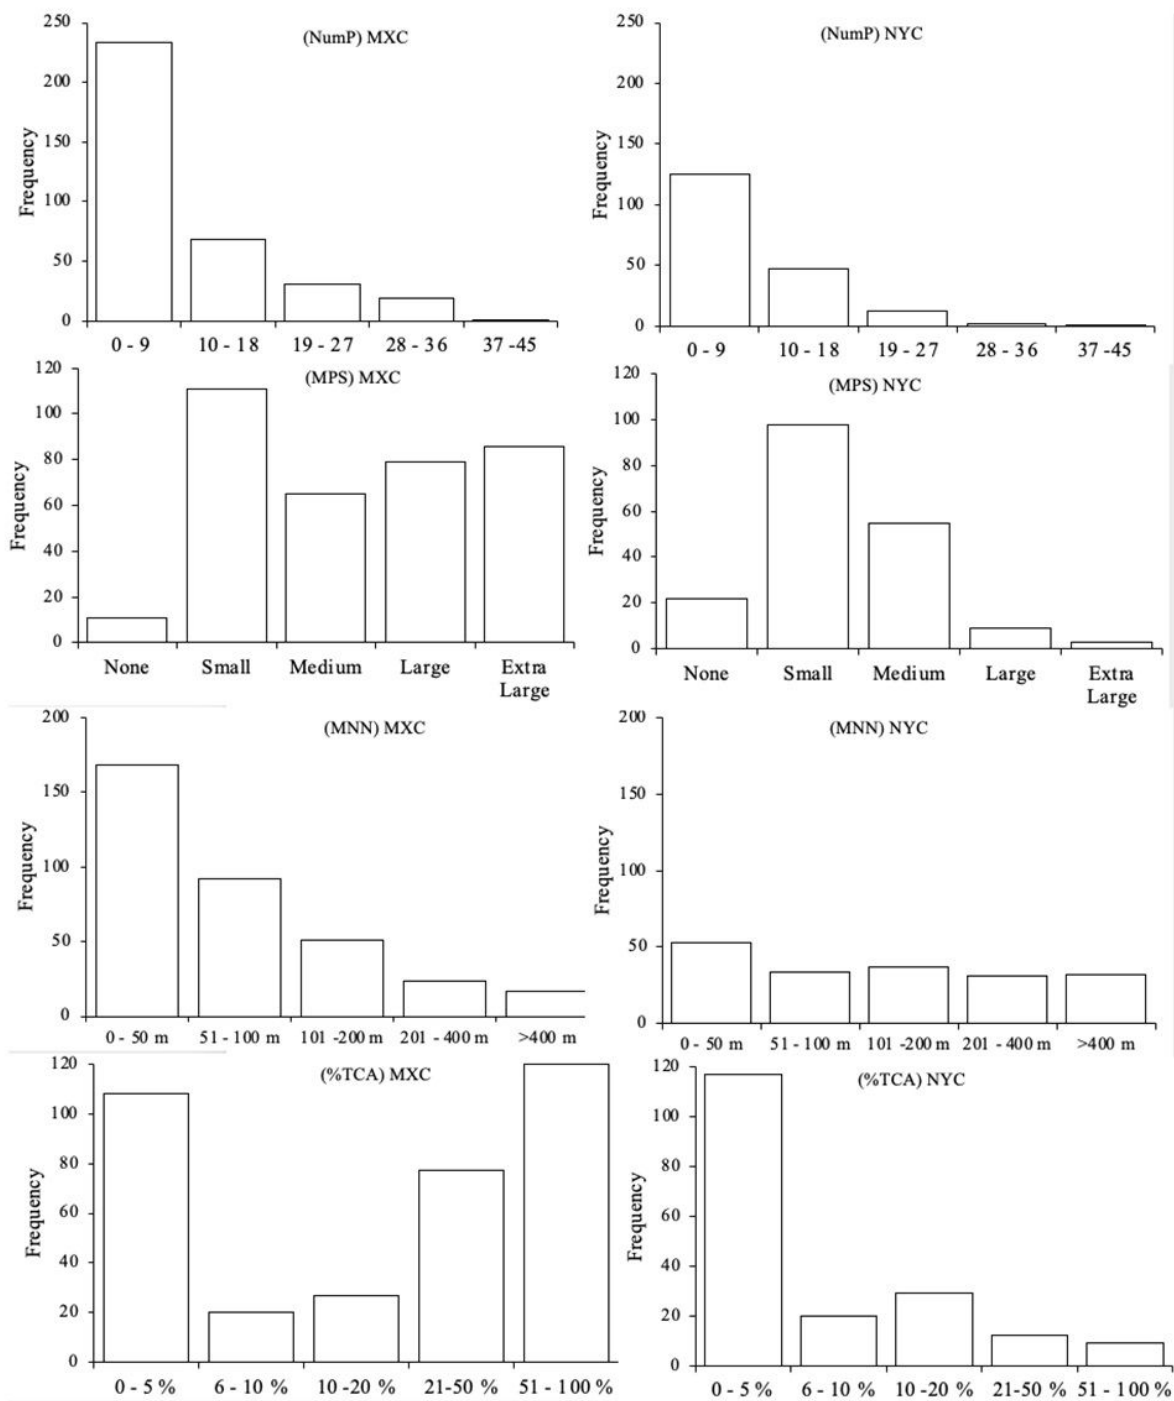 (NumP) MXC
Frequency
250
200
150
100
50
0
0 - 9 10 - 18 19 - 27 28 - 36 37 -45
(NumP) NYC
Frequency
250
200
150
100
50
0
0 - 9 10 - 18 19 - 27 28 - 36 37 -45
(MPS) MXC
Frequency
120
100
80
60
40
20
0
None Small Medium Large Extra
Large
(MPS) NYC
Frequency
120
100
80
60
40
20
0
None Small Medium Large Extra
Large
(MNN) MXC
Frequency
200
150
100
50
0
0 - 50 m 51 - 100 m 101 -200 m 201 - 400 m >400 m
(MNN) NYC
Frequency
200
150
100
50
0
0 - 50 m 51 - 100 m 101 -200 m 201 - 400 m >400 m
(%TCA) MXC
Frequency
120
100
80
60
40
20
0
0 - 5 % 6 - 10 % 10 -20 % 21-50 % 51 - 100 %
(%TCA) NYC
Frequency
120
100
80
60
40
20
0
0 - 5 % 6 - 10 % 10 -20 % 21-50 % 51 - 100 %